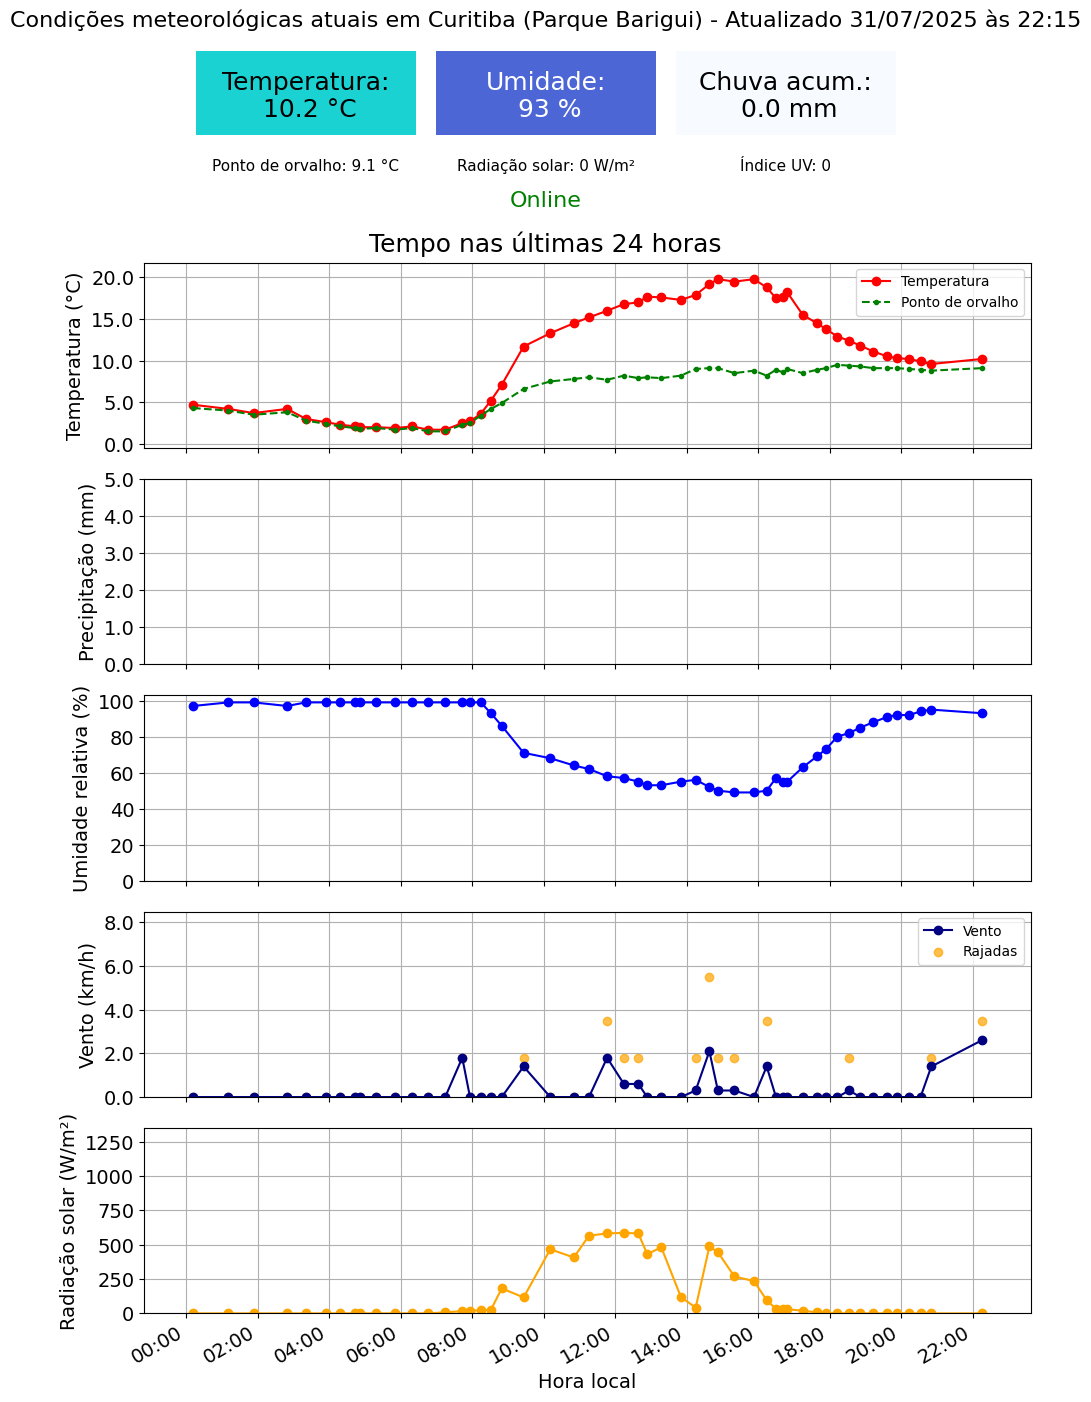 Condições meteorológicas atuais em Curitiba (Parque Barigui) - Atualizado 31/07/2025 às 22:15
Temperatura:
10.2 °C
Umidade:
93 %
Chuva acum.:
0.0 mm
Ponto de orvalho: 9.1 °C
Radiação solar: 0 W/m²
Índice UV: 0
Online
Tempo nas últimas 24 horas
Temperatura (°C)
20.0
15.0
10.0
5.0
0.0
Temperatura
Ponto de orvalho
Precipitação (mm)
5.0
4.0
3.0
2.0
1.0
0.0
Umidade relativa (%)
100
80
60
40
20
0
Vento (km/h)
8.0
6.0
4.0
2.0
0.0
Vento
Rajadas
Radiação solar (W/m²)
1250
1000
750
500
250
0
00:00
02:00
04:00
06:00
08:00
10:00
12:00
14:00
16:00
18:00
20:00
22:00
Hora local